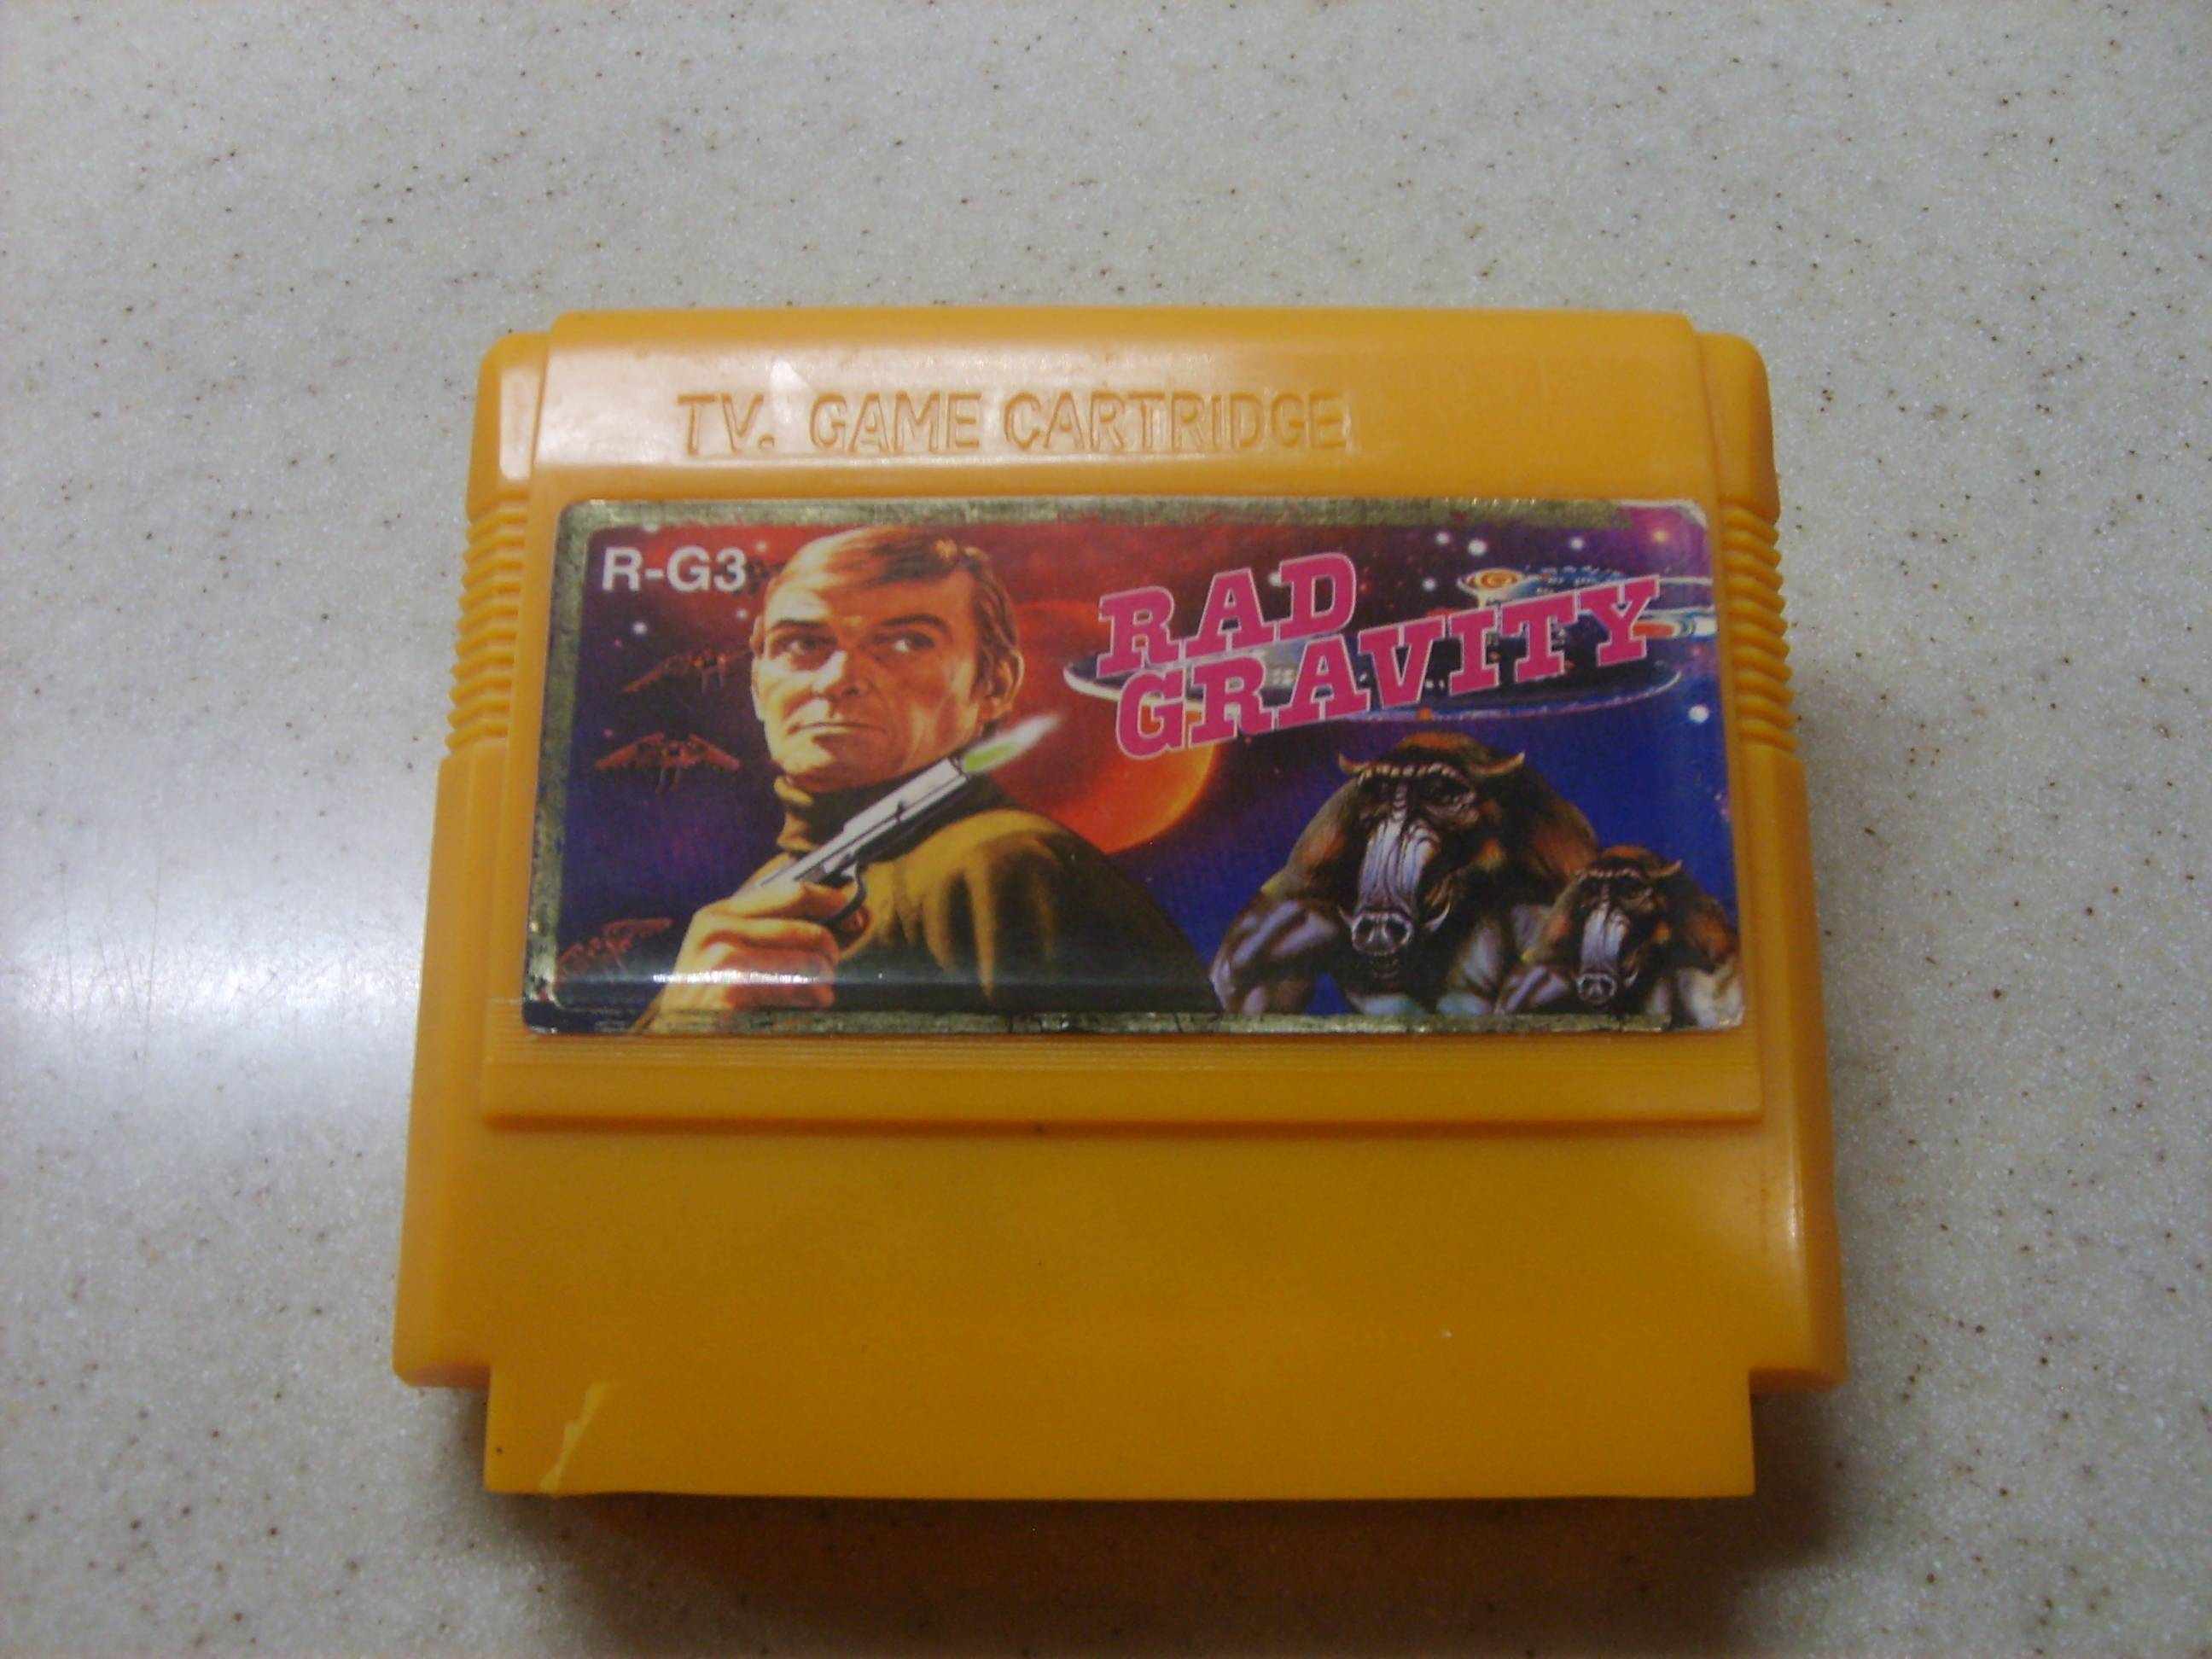 TV. GAME CARTRIDGE
R-G3
RAD
GRAVITY